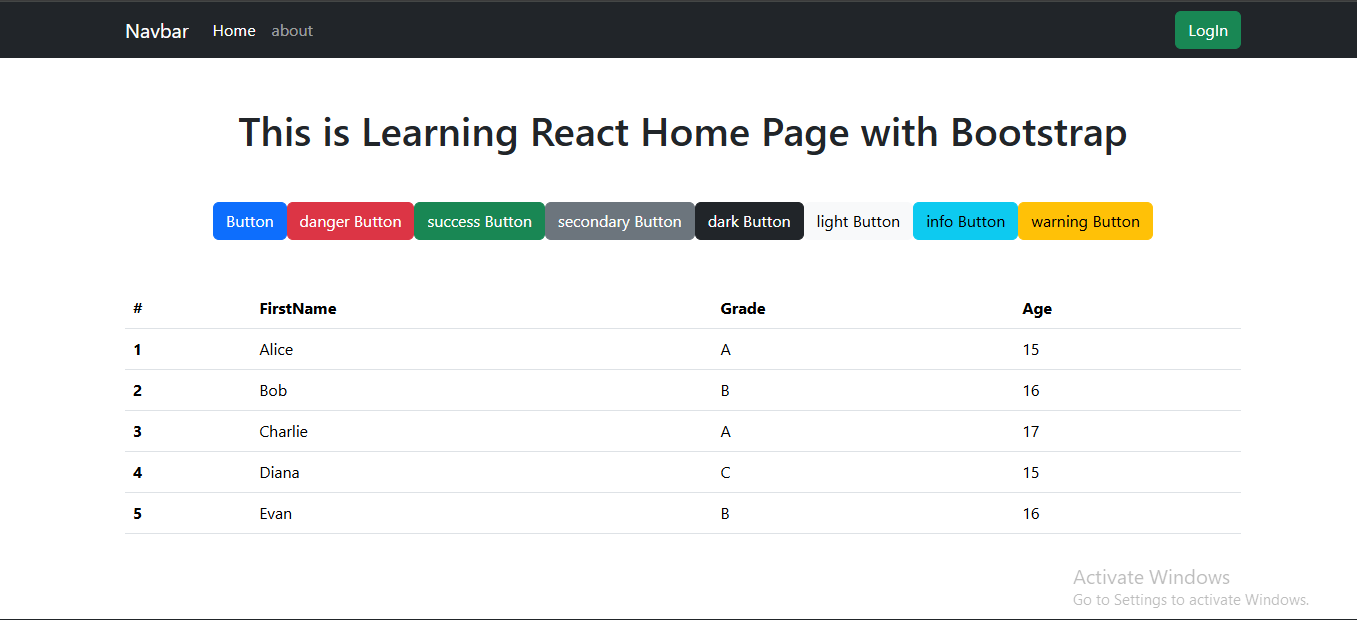 Navbar Home about LogIn
This is Learning React Home Page with Bootstrap
Button danger Button success Button secondary Button dark Button light Button info Button warning Button
# FirstName Grade Age
1 Alice A 15
2 Bob B 16
3 Charlie A 17
4 Diana C 15
5 Evan B 16
Activate Windows
Go to Settings to activate Windows.